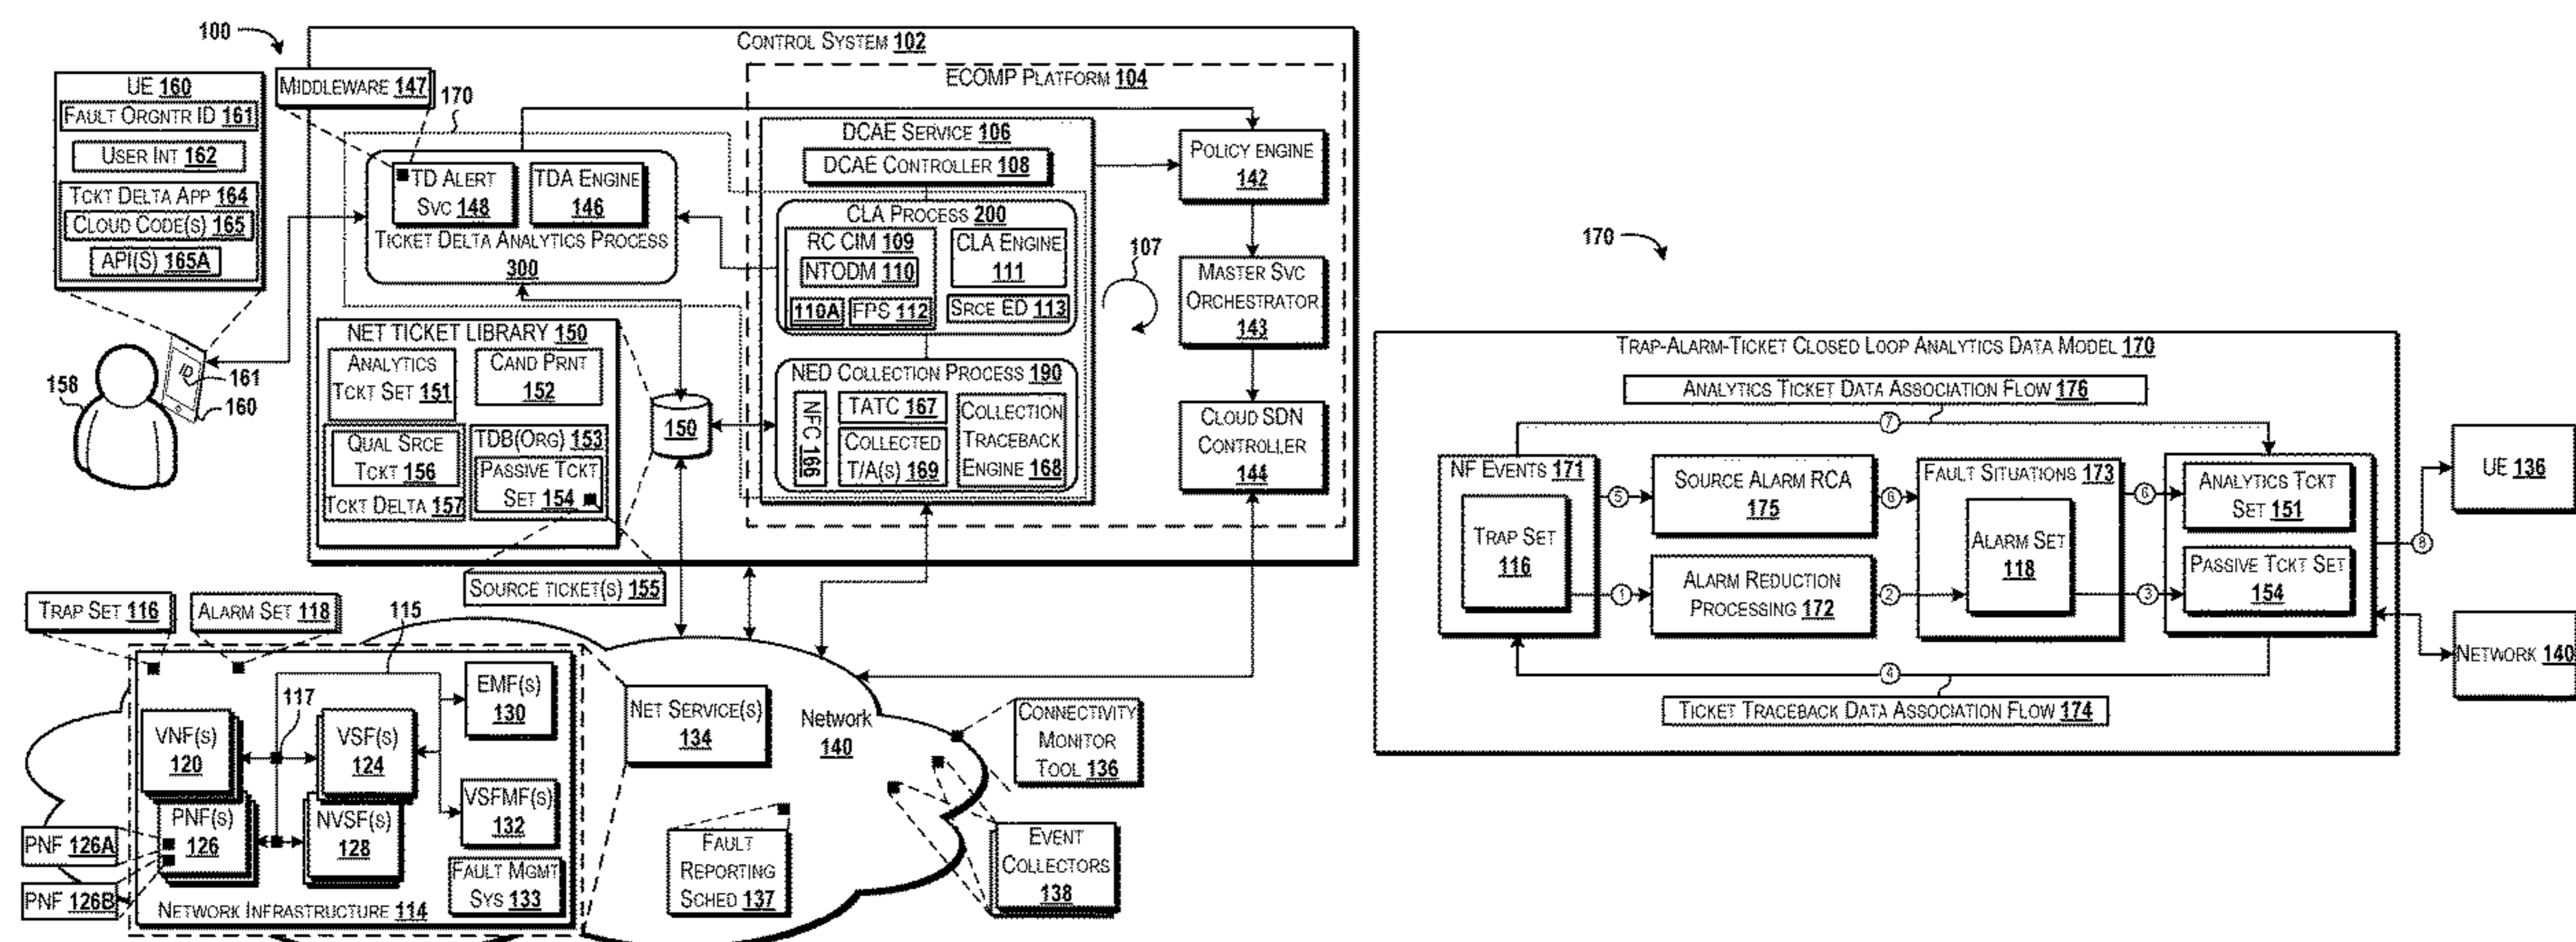 100
CONTROL SYSTEM 102
UE 160
FAULT ORGNTR ID 161
USER INT 162
TCKT DELTA APP 164
CLOUD CODE(S) 165
API(S) 165A
MIDDLEWARE 147
170
ECOMP PLATFORM 104
TD ALERT
SVC 148
TDA ENGINE
146
TICKET DELTA ANALYTICS PROCESS
300
DCAE SERVICE 106
DCAE CONTROLLER 108
CLA PROCESS 200
RC CIM 109
NTODM 110
110A
FPS 112
CLA ENGINE
111
SRCE ED 113
107
POLICY ENGINE
142
MASTER SVC
ORCHESTRATOR
143
CLOUD SDN
CONTROLLER
144
NED COLLECTION PROCESS 190
NFC 166
TATC 167
COLLECTED
T/A(S) 169
COLLECTION
TRACEBACK
ENGINE 168
NET TICKET LIBRARY 150
ANALYTICS
TCKT SET 151
CAND PRNT
152
QUAL SRCE
TCKT 156
TCKT DELTA 157
TDB(ORG) 153
PASSIVE TCKT
SET 154
150
158
ID
161
160
SOURCE TICKET(S) 155
TRAP SET 116
ALARM SET 118
115
117
EMF(S)
130
VNF(S)
120
VSF(S)
124
VSFMF(S)
132
PNF(S)
126
NVSF(S)
128
PNF 126A
PNF 126B
FAULT MGMT
SYS 133
NETWORK INFRASTRUCTURE 114
NET SERVICE(S)
134
Network
140
CONNECTIVITY
MONITOR
TOOL 136
FAULT
REPORTING
SCHED 137
EVENT
COLLECTORS
138
170
TRAP-ALARM-TICKET CLOSED LOOP ANALYTICS DATA MODEL 170
ANALYTICS TICKET DATA ASSOCIATION FLOW 176
7
NF EVENTS 171
TRAP SET
116
5
SOURCE ALARM RCA
175
6
FAULT SITUATIONS 173
ALARM SET
118
6
ANALYTICS TCKT
SET 151
1
ALARM REDUCTION
PROCESSING 172
2
3
PASSIVE TCKT SET
154
8
UE 136
NETWORK 140
4
TICKET TRACEBACK DATA ASSOCIATION FLOW 174